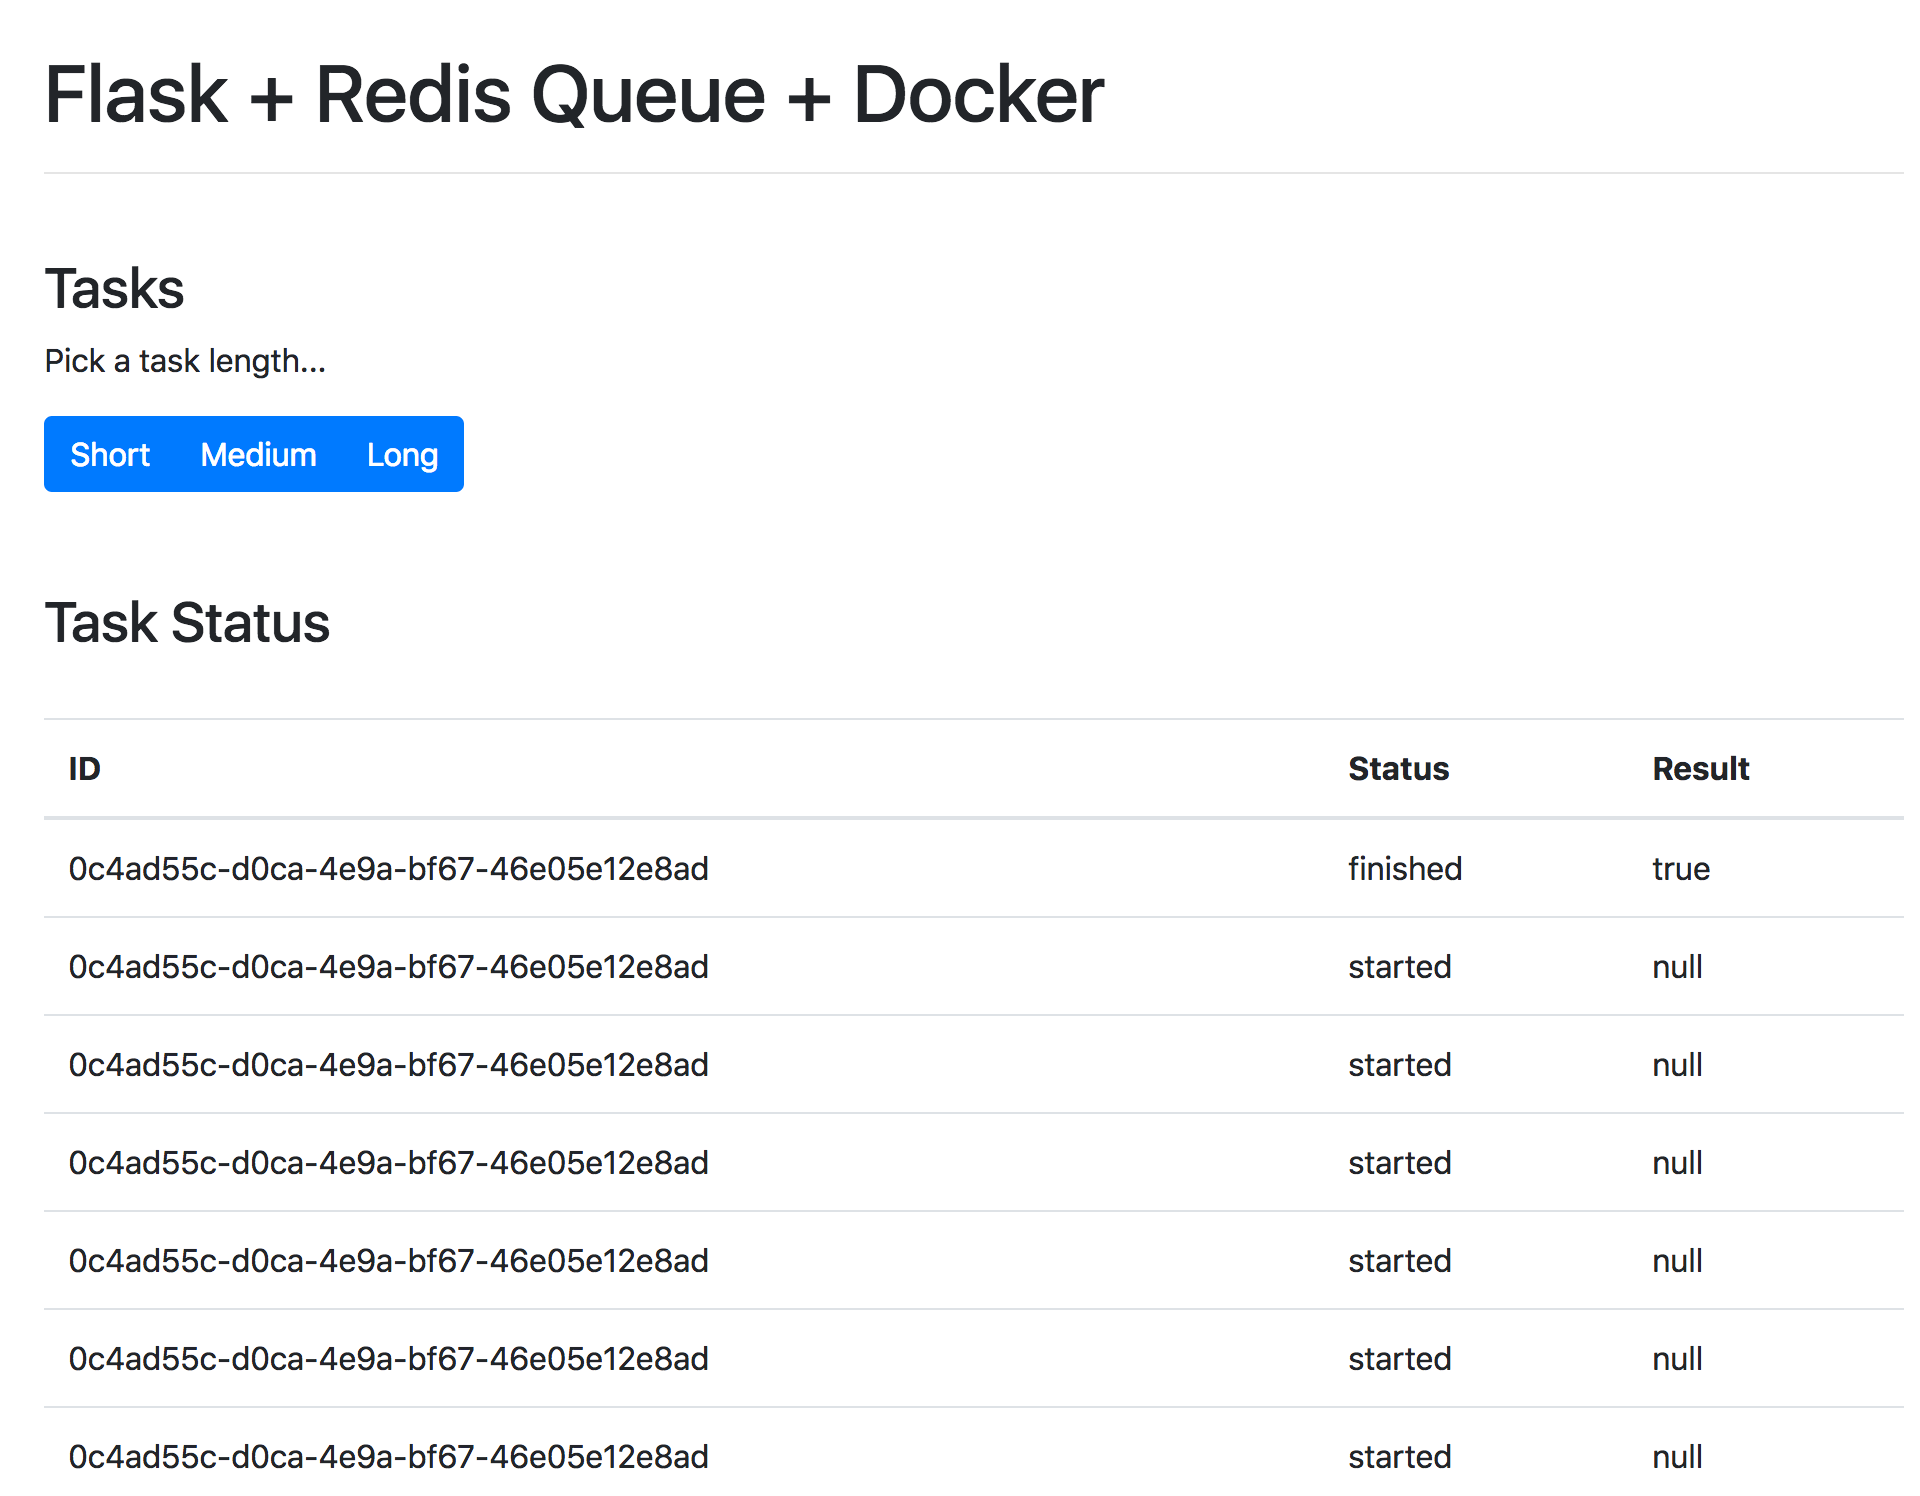 Flask + Redis Queue + Docker
Tasks
Pick a task length...
Short Medium Long
Task Status
ID Status Result
0c4ad55c-d0ca-4e9a-bf67-46e05e12e8ad finished true
0c4ad55c-d0ca-4e9a-bf67-46e05e12e8ad started null
0c4ad55c-d0ca-4e9a-bf67-46e05e12e8ad started null
0c4ad55c-d0ca-4e9a-bf67-46e05e12e8ad started null
0c4ad55c-d0ca-4e9a-bf67-46e05e12e8ad started null
0c4ad55c-d0ca-4e9a-bf67-46e05e12e8ad started null
0c4ad55c-d0ca-4e9a-bf67-46e05e12e8ad started null